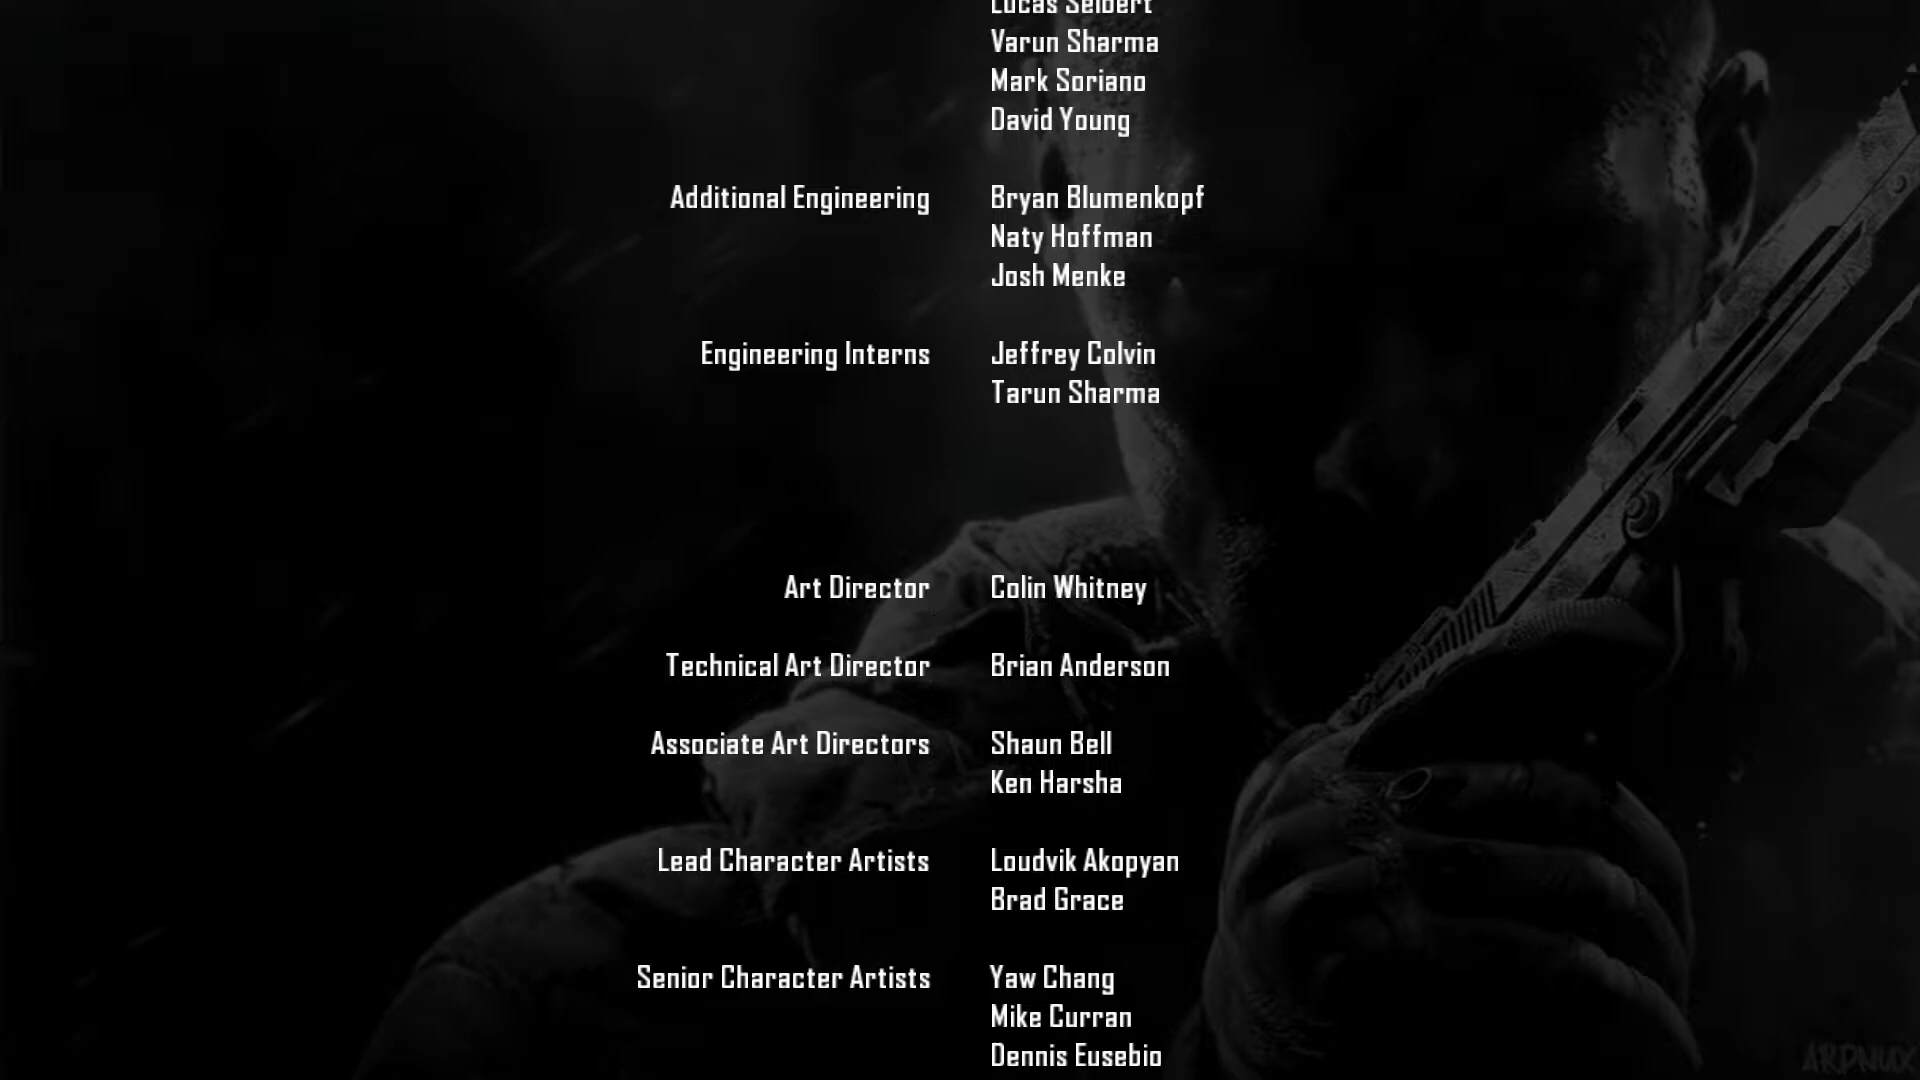 Lucas Seibert
Varun Sharma
Mark Soriano
David Young
Additional Engineering Bryan Blumenkopf
Naty Hoffman
Josh Menke
Engineering Interns Jeffrey Colvin
Tarun Sharma
Art Director Colin Whitney
Technical Art Director Brian Anderson
Associate Art Directors Shaun Bell
Ken Harsha
Lead Character Artists Loudvik Akopyan
Brad Grace
Senior Character Artists Yaw Chang
Mike Curran
Dennis Eusebio